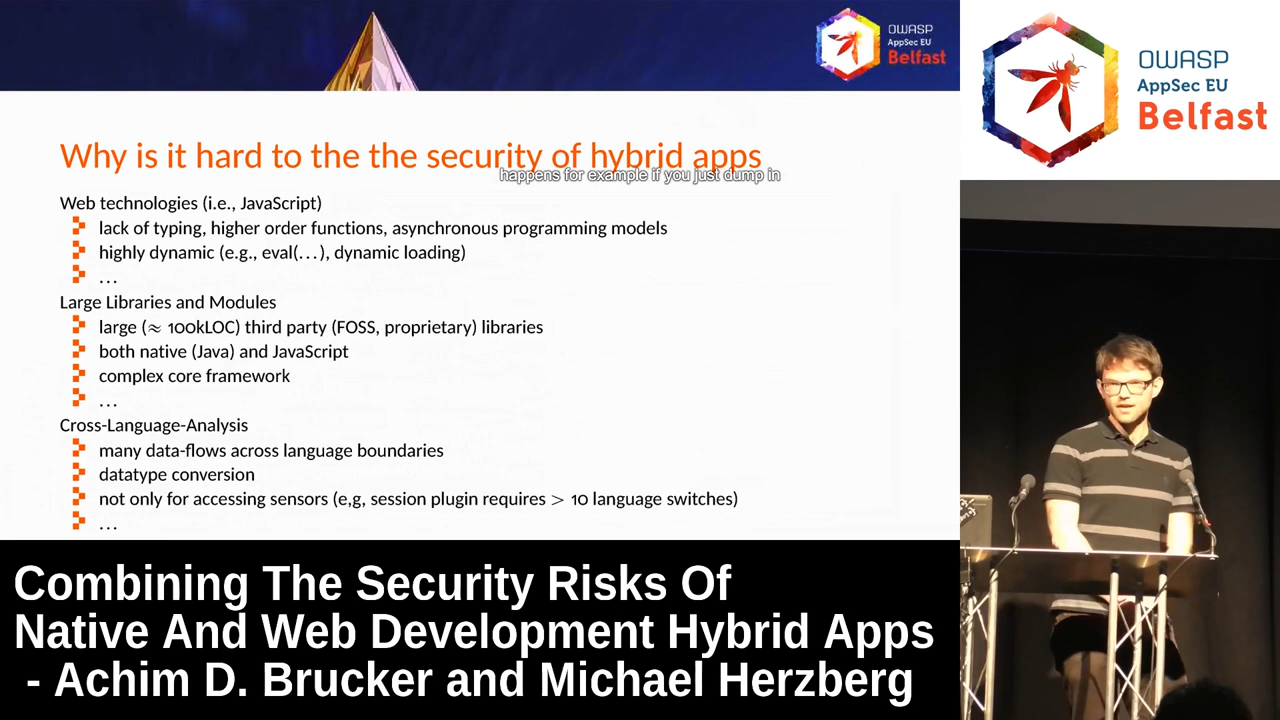 OWASP
AppSec EU
Belfast
OWASP
AppSec EU
Belfast
Why is it hard to the the security of hybrid apps
happens for example if you just dump in
Web technologies (i.e., JavaScript)
lack of typing, higher order functions, asynchronous programming models
highly dynamic (e.g., eval(...), dynamic loading)
...
Large Libraries and Modules
large (≈ 100kLOC) third party (FOSS, proprietary) libraries
both native (Java) and JavaScript
complex core framework
...
Cross-Language-Analysis
many data-flows across language boundaries
datatype conversion
not only for accessing sensors (e,g, session plugin requires > 10 language switches)
...
Combining The Security Risks Of
Native And Web Development Hybrid Apps
- Achim D. Brucker and Michael Herzberg